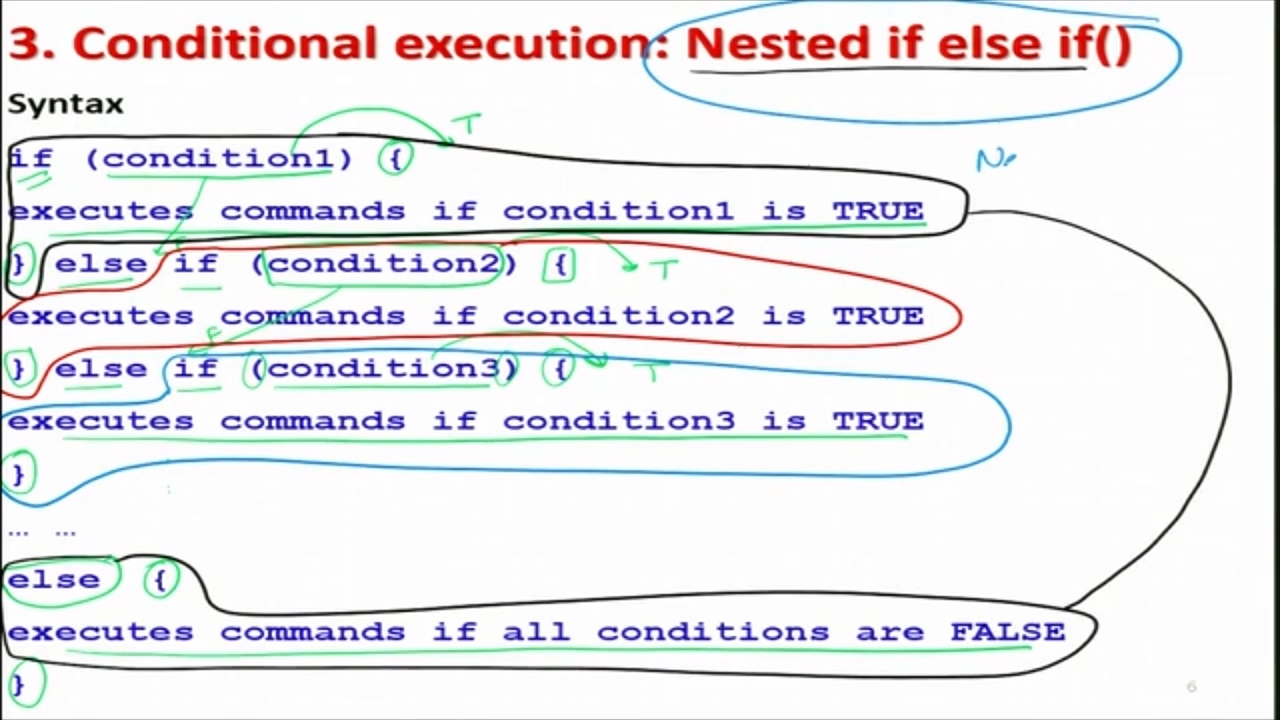 3. Conditional execution: Nested if else if()
Syntax
T
if (condition1) {
Ne
executes commands if condition1 is TRUE
F
} else if (condition2) { T
executes commands if condition2 is TRUE
F
} else if (condition3) { T
executes commands if condition3 is TRUE
}
… …
else {
executes commands if all conditions are FALSE
}
6